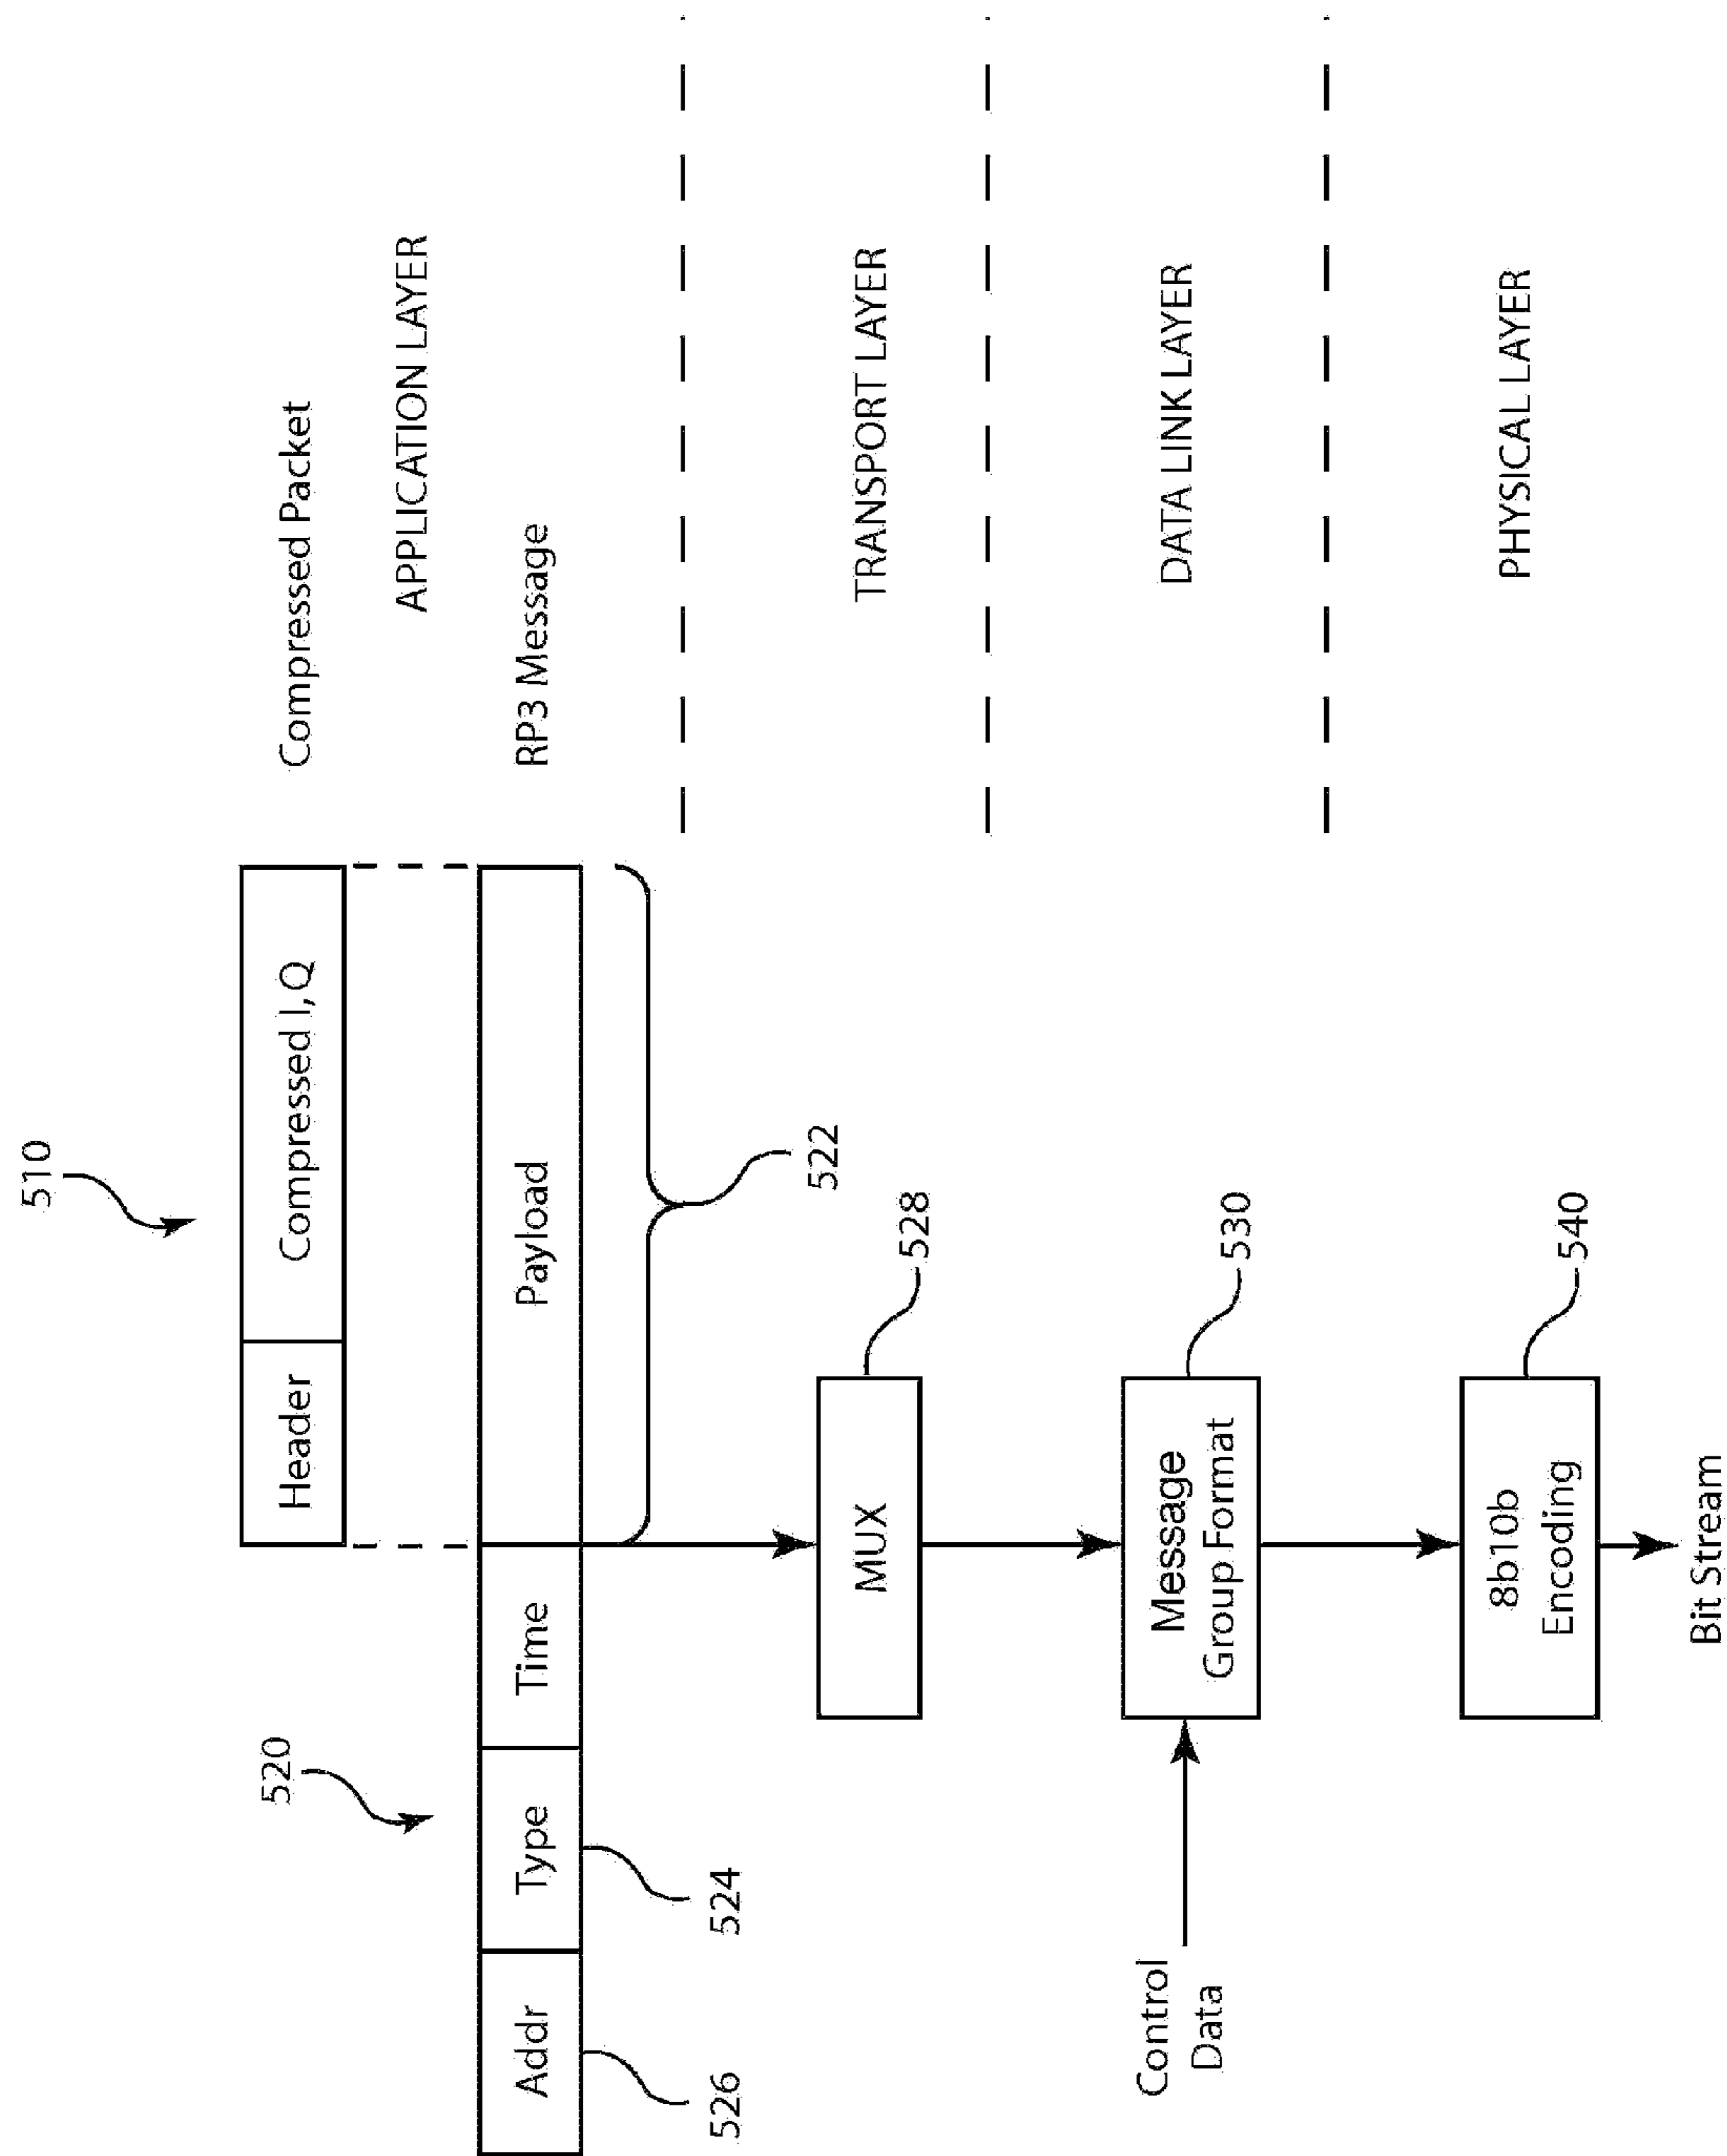 510
Header
Compressed I,Q
Compressed Packet
APPLICATION LAYER
520
Addr
Type
Time
Payload
RP3 Message
526
524
522
TRANSPORT LAYER
MUX
528
DATA LINK LAYER
Control
Data
Message
Group Format
530
PHYSICAL LAYER
8b10b
Encoding
540
Bit Stream